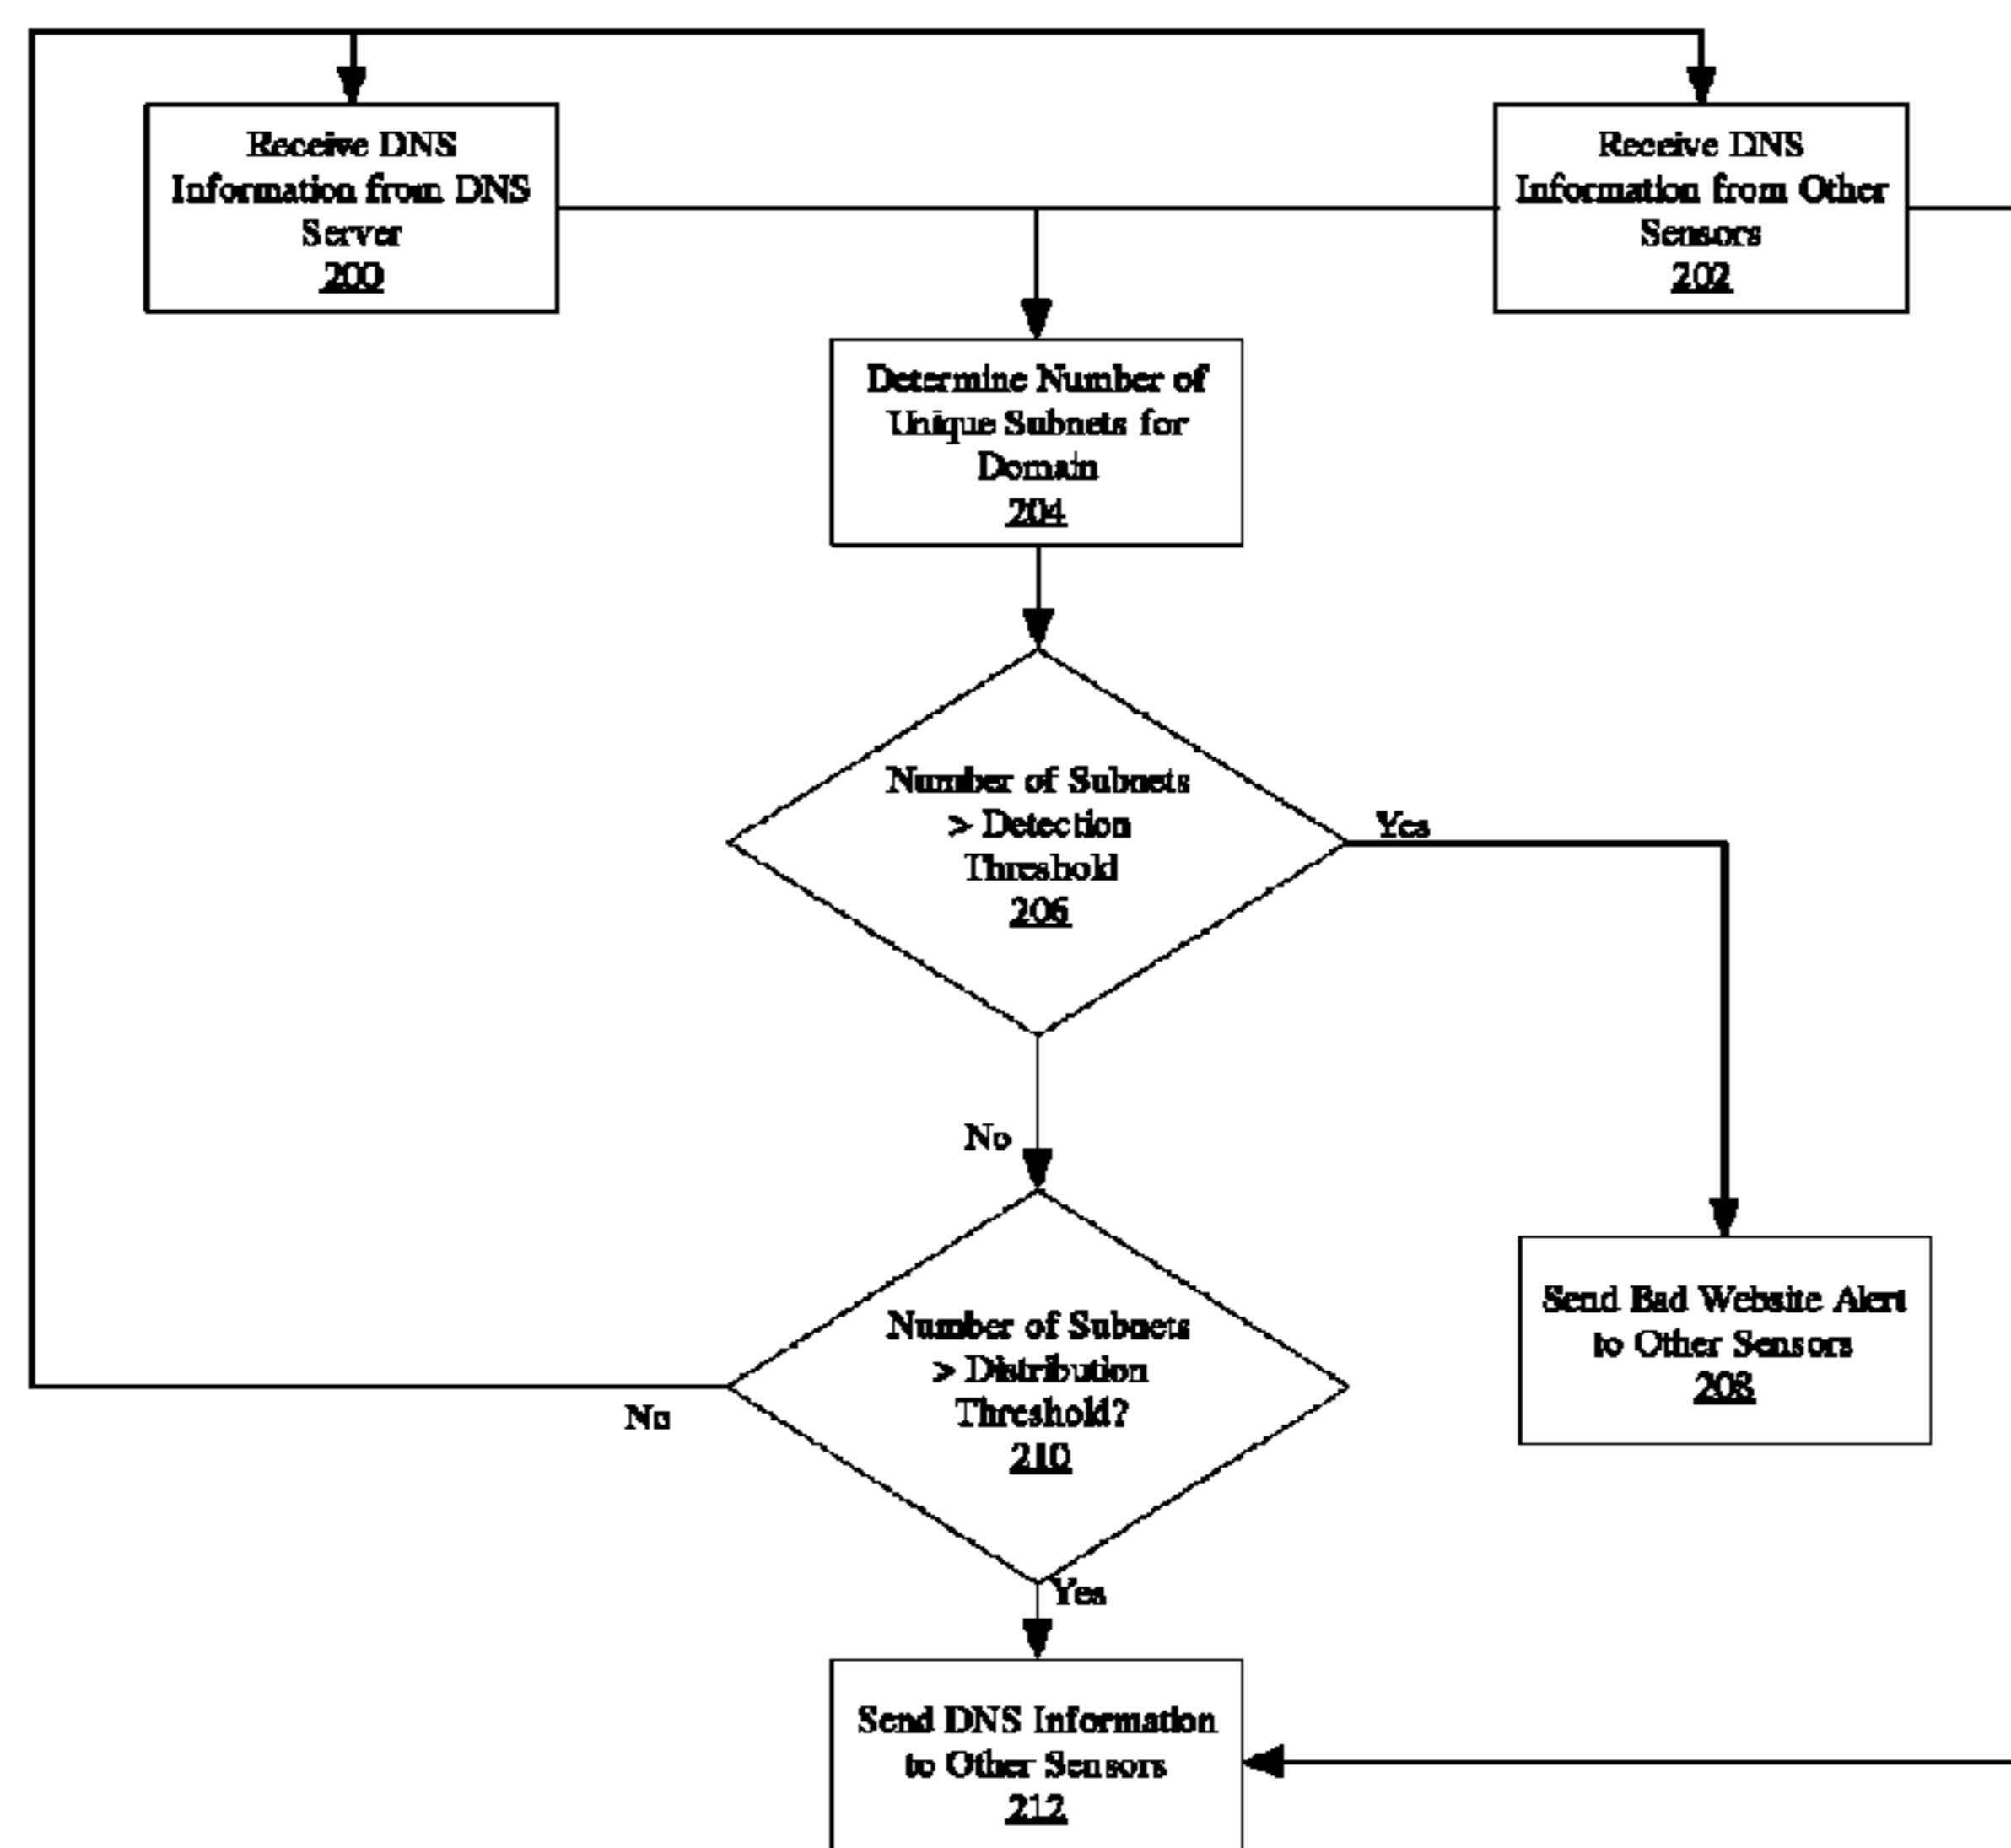 Receive DNS
Information from DNS
Server
200
Receive DNS
Information from Other
Sensors
202
Determine Number of
Unique Subnets for
Domain
204
Number of Subnets
> Detection
Threshold
206
Yes
No
Number of Subnets
> Distribution
Threshold?
210
No
Yes
Send Bad Website Alert
to Other Sensors
208
Send DNS Information
to Other Sensors
212